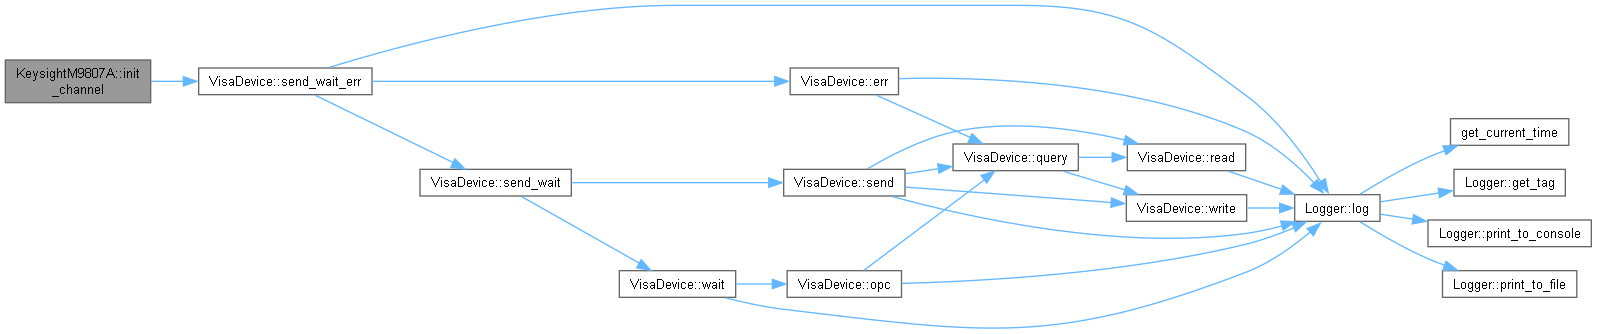 KeysightM9807A::init
_channel
VisaDevice::send_wait_err
VisaDevice::send_wait
VisaDevice::wait
VisaDevice::err
VisaDevice::send
VisaDevice::opc
VisaDevice::query
VisaDevice::read
VisaDevice::write
Logger::log
get_current_time
Logger::get_tag
Logger::print_to_console
Logger::print_to_file